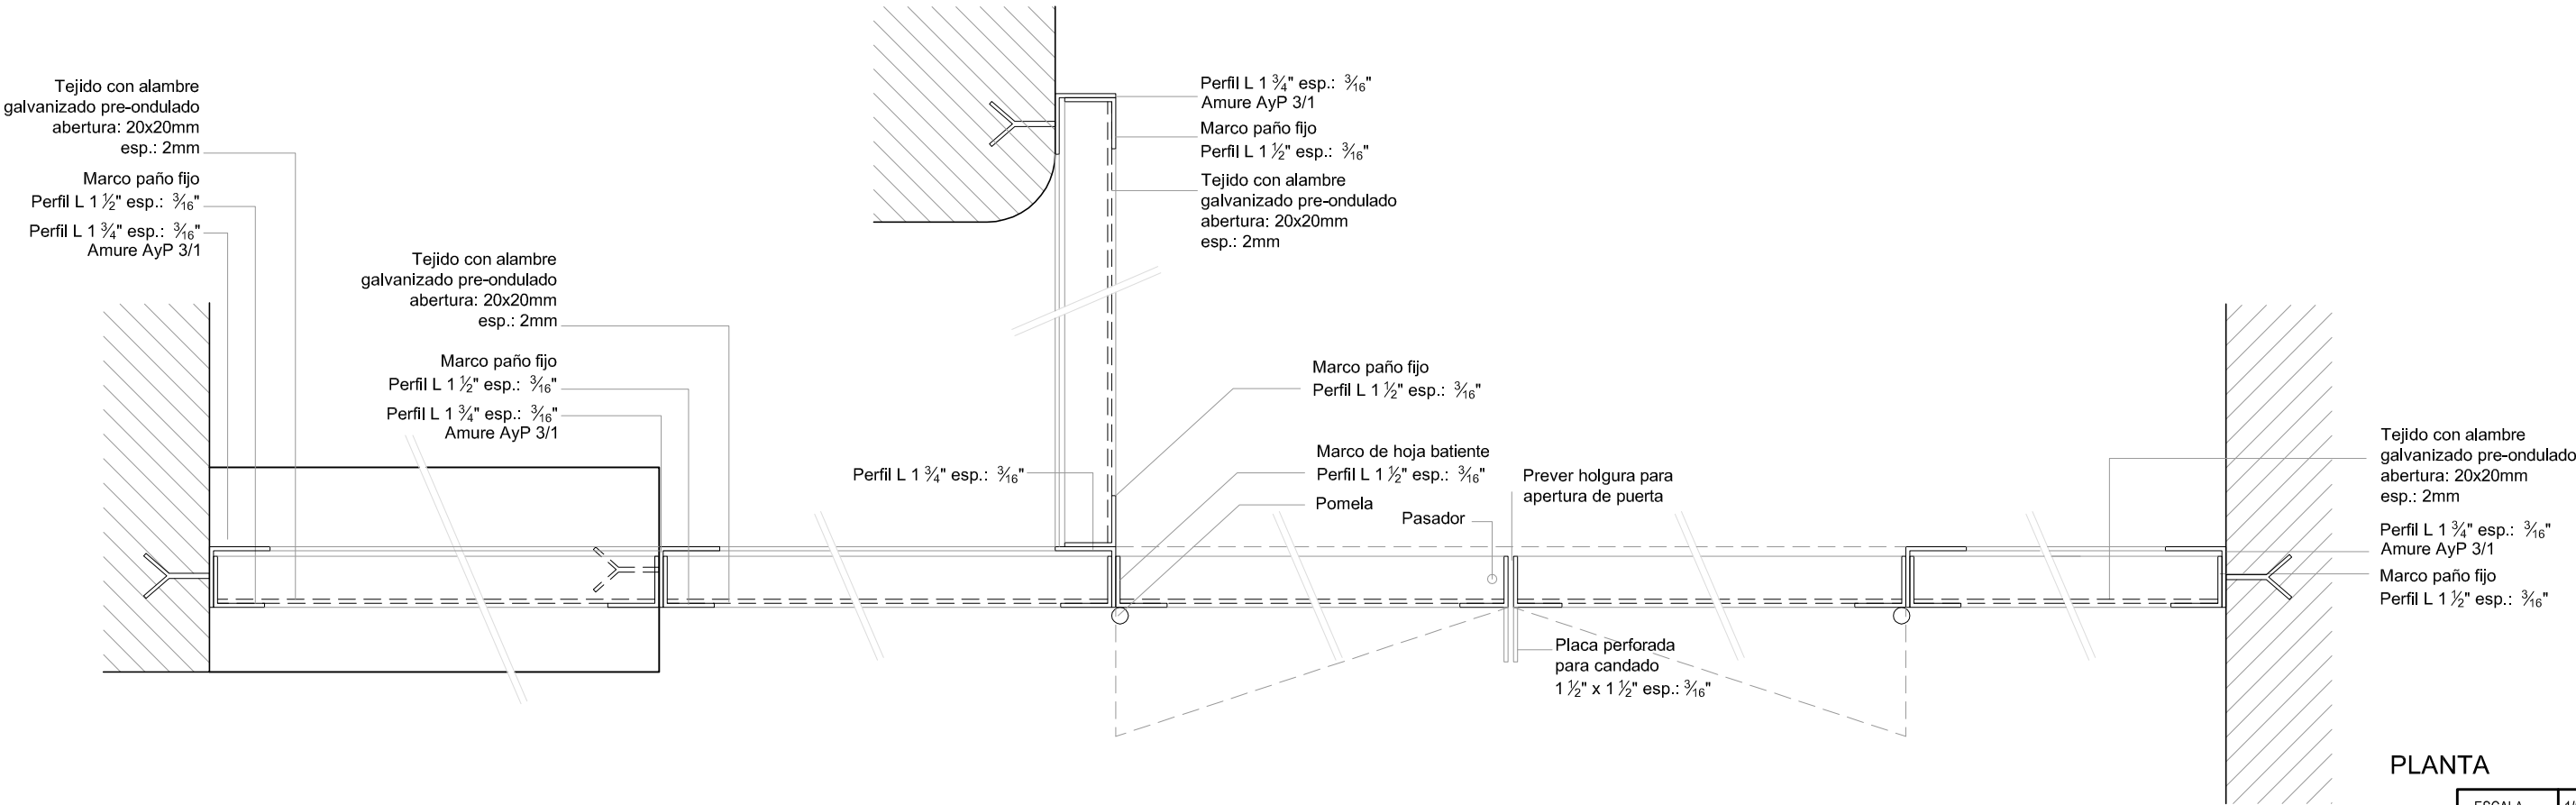 Tejido con alambre
galvanizado pre-ondulado
abertura: 20x20mm
esp.: 2mm
Marco paño fijo
Perfil L 1 ½" esp.: 3/16"
Perfil L 1 ¾" esp.: 3/16"
Amure AyP 3/1
Tejido con alambre
galvanizado pre-ondulado
abertura: 20x20mm
esp.: 2mm
Marco paño fijo
Perfil L 1 ½" esp.: 3/16"
Perfil L 1 ¾" esp.: 3/16"
Amure AyP 3/1
Perfil L 1 ¾" esp.: 3/16"
Amure AyP 3/1
Marco paño fijo
Perfil L 1 ½" esp.: 3/16"
Tejido con alambre
galvanizado pre-ondulado
abertura: 20x20mm
esp.: 2mm
Perfil L 1 ¾" esp.: 3/16"
Marco paño fijo
Perfil L 1 ½" esp.: 3/16"
Marco de hoja batiente
Perfil L 1 ½" esp.: 3/16"
Pomela
Pasador
Prever holgura para
apertura de puerta
Placa perforada
para candado
1 ½" x 1 ½" esp.: 3/16"
Tejido con alambre
galvanizado pre-ondulado
abertura: 20x20mm
esp.: 2mm
Perfil L 1 ¾" esp.: 3/16"
Amure AyP 3/1
Marco paño fijo
Perfil L 1 ½" esp.: 3/16"
PLANTA